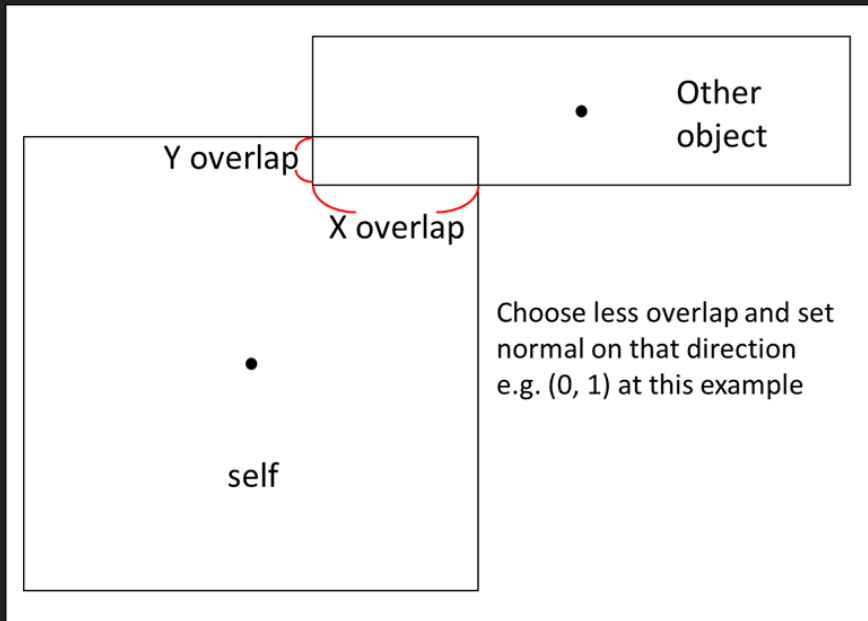 Other
object
Y overlap
X overlap
Choose less overlap and set
normal on that direction
e.g. (0, 1) at this example
self